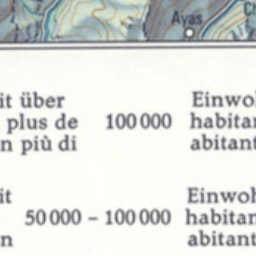 Ayas
it über Einwoh
plus de 100 000 habitan
n più di abitant
it Einwoh
50 000 – 100 000 habitan
n abitant